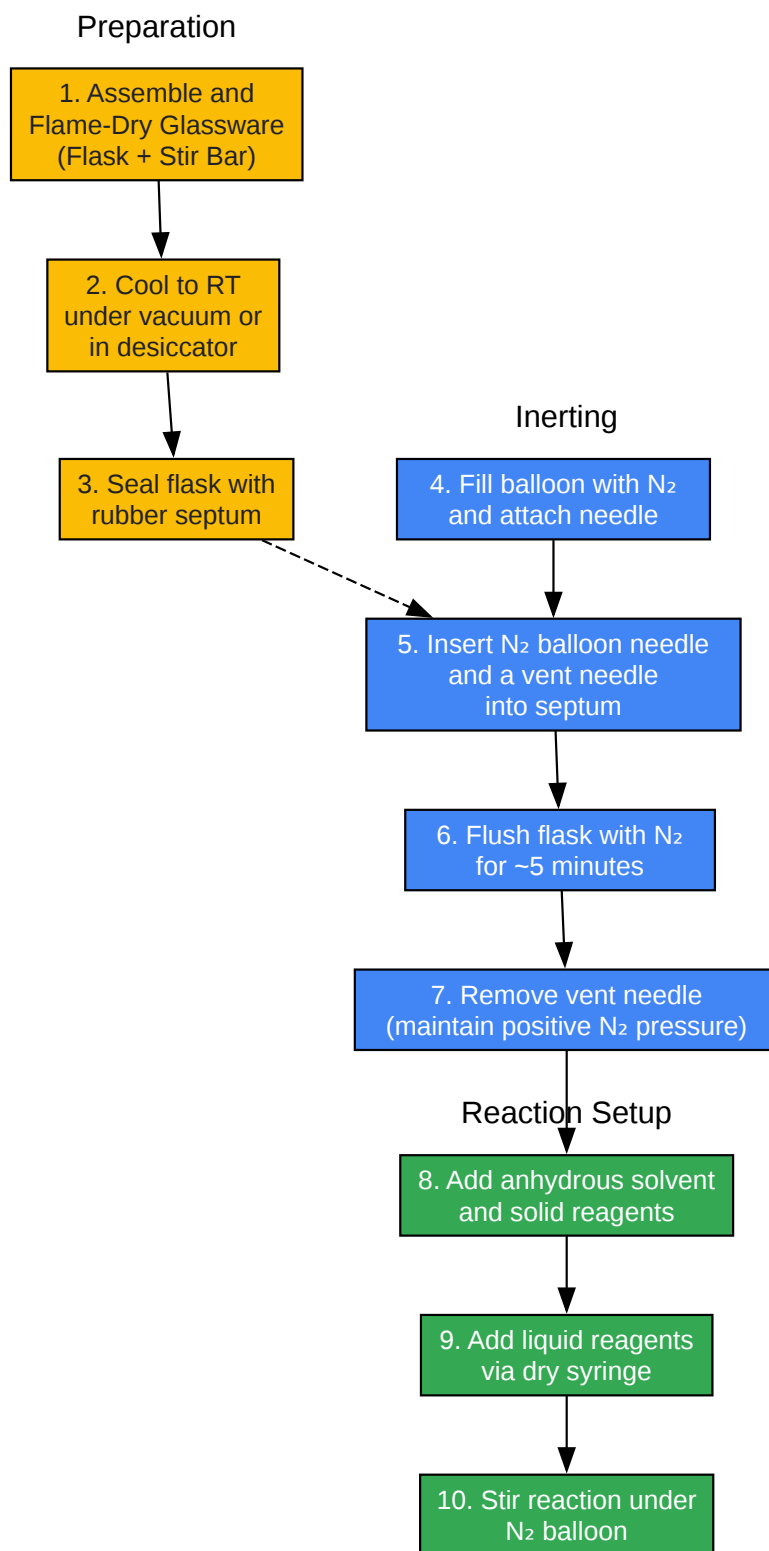 Preparation
1. Assemble and
Flame-Dry Glassware
(Flask + Stir Bar)
2. Cool to RT
under vacuum or
in desiccator
3. Seal flask with
rubber septum
Inerting
4. Fill balloon with N₂
and attach needle
5. Insert N₂ balloon needle
and a vent needle
into septum
6. Flush flask with N₂
for ~5 minutes
7. Remove vent needle
(maintain positive N₂ pressure)
Reaction Setup
8. Add anhydrous solvent
and solid reagents
9. Add liquid reagents
via dry syringe
10. Stir reaction under
N₂ balloon